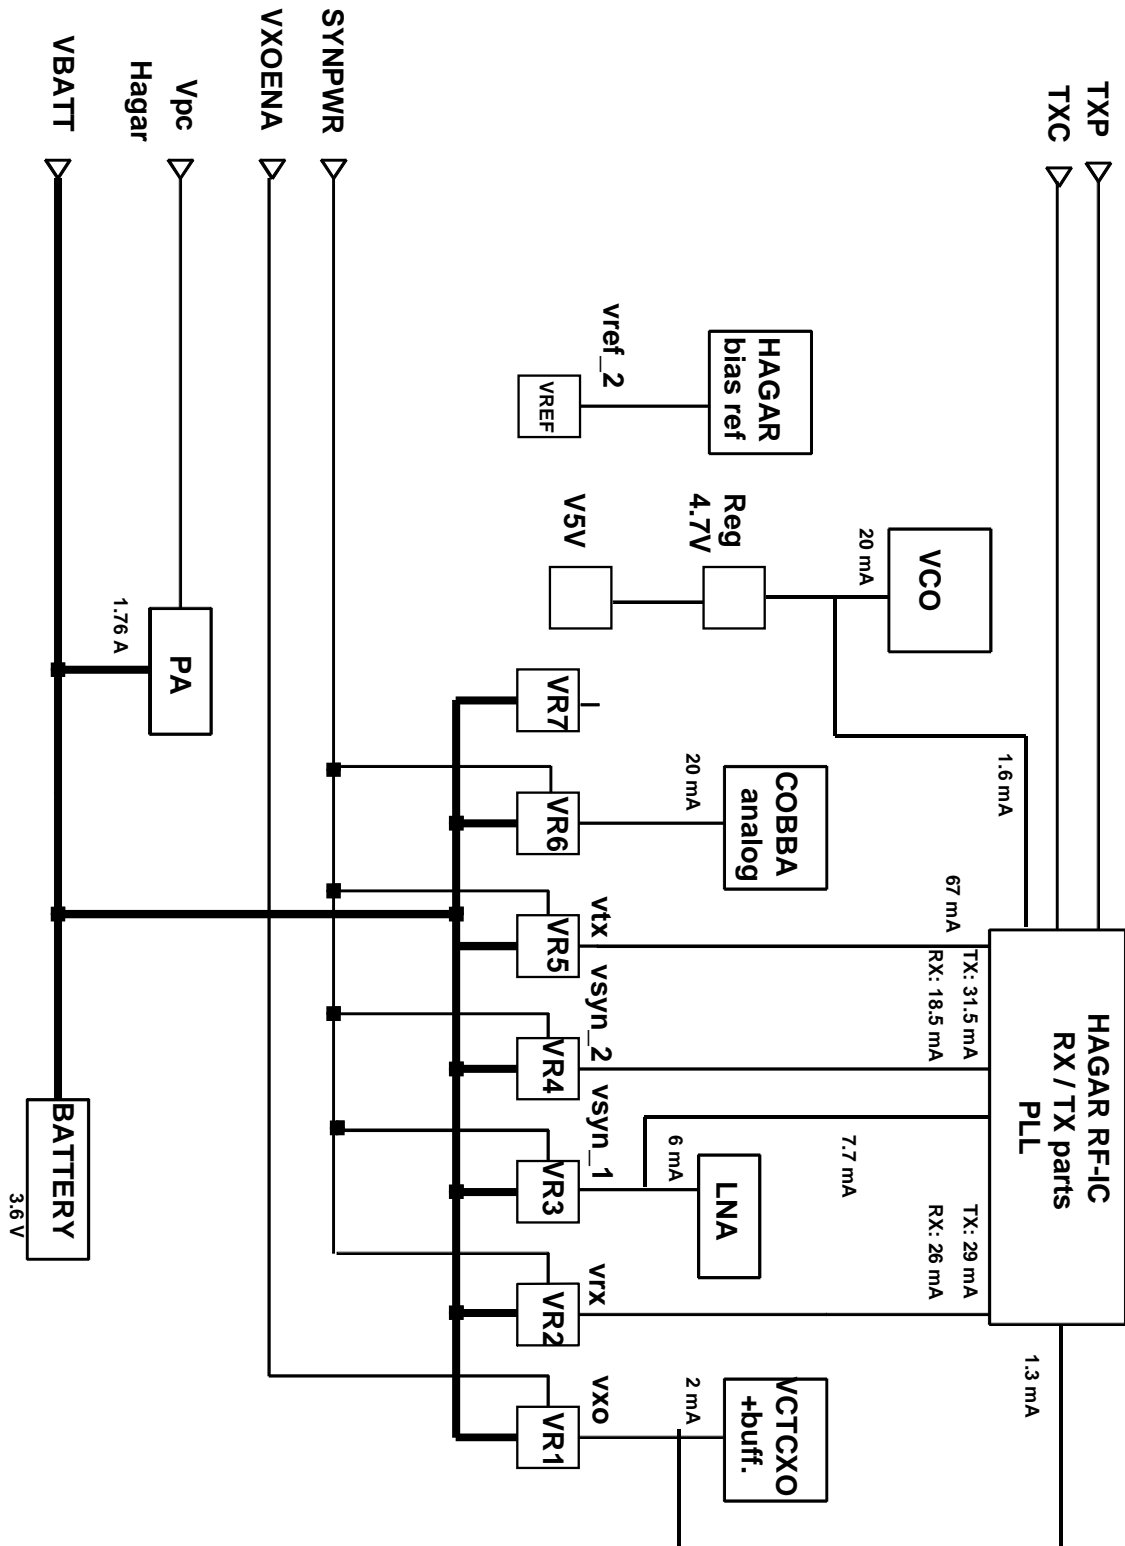 TXP
TXC
SYNPWR
VXOENA
Vpc
Hagar
VBATT
HAGAR
bias ref
vref_2
VREF
VCO
20 mA
Reg
4.7V
V5V
1.6 mA
PA
1.76 A
VR7
COBBA
analog
20 mA
VR6
67 mA
vtx
VR5
TX: 31.5 mA
RX: 18.5 mA
vsyn_2
VR4
HAGAR RF-IC
RX / TX parts
PLL
7.7 mA
LNA
6 mA
vsyn_1
VR3
TX: 29 mA
RX: 26 mA
vrx
VR2
1.3 mA
VCTCXO
+buff.
2 mA
vxo
VR1
BATTERY
3.6 V